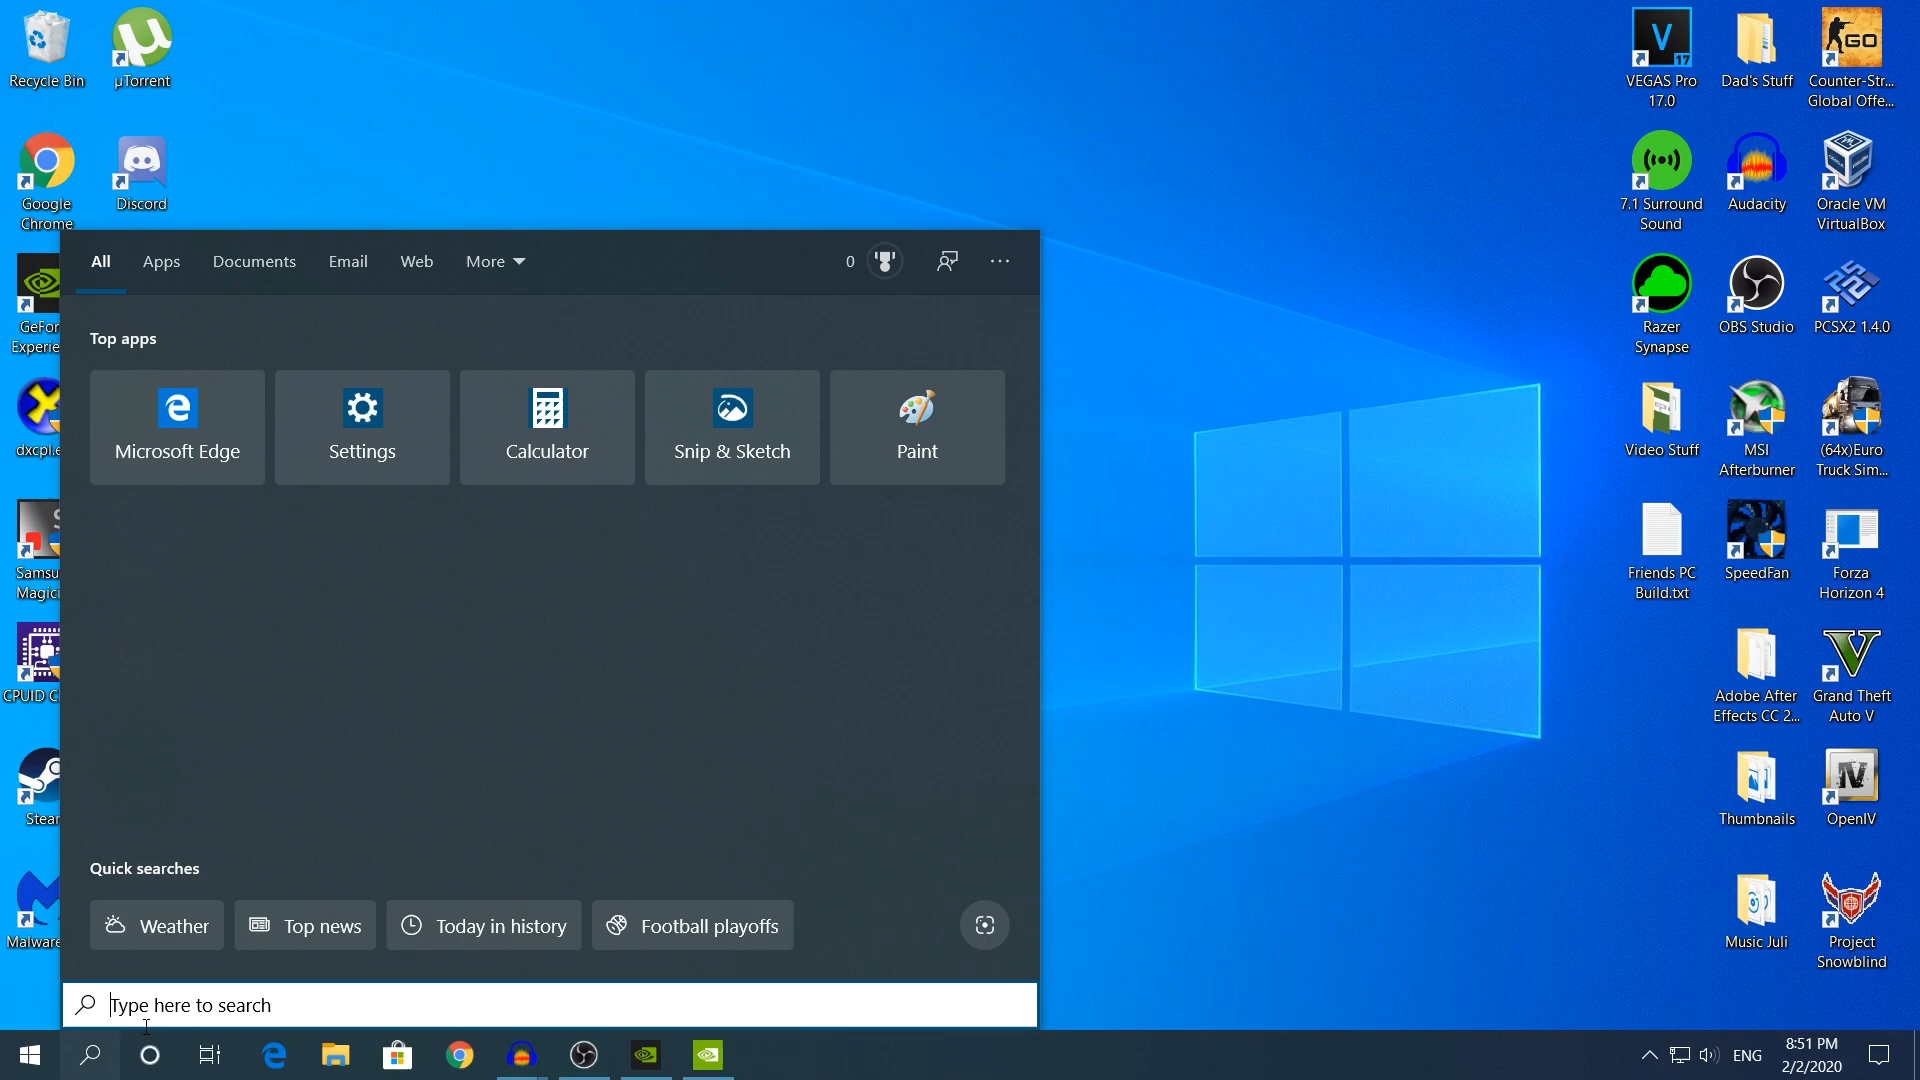 Recycle Bin
µTorrent
Google
Chrome
Discord
GeFor
Experie
dxcpl.e
Samsu
Magici
CPUID C
Stear
Malware
VEGAS Pro
17.0
Dad's Stuff
Counter-Str...
Global Offe...
7.1 Surround
Sound
Audacity
Oracle VM
VirtualBox
Razer
Synapse
OBS Studio
PCSX2 1.4.0
Video Stuff
MSI
Afterburner
(64x)Euro
Truck Sim...
Friends PC
Build.txt
SpeedFan
Forza
Horizon 4
Adobe After
Effects CC 2...
Grand Theft
Auto V
Thumbnails
OpenIV
Music Juli
Project
Snowblind
All Apps Documents Email Web More 0
Top apps
Microsoft Edge Settings Calculator Snip & Sketch Paint
Quick searches
Weather Top news Today in history Football playoffs
Type here to search
ENG
8:51 PM
2/2/2020